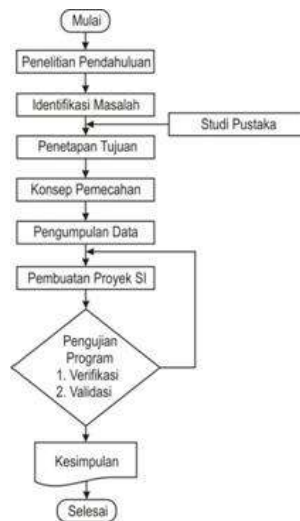 Mulai
Penelitian Pendahuluan
Identifikasi Masalah
Studi Pustaka
Penetapan Tujuan
Konsep Pemecahan
Pengumpulan Data
Pembuatan Proyek SI
Pengujian
Program
1. Verifikasi
2. Validasi
Kesimpulan
Selesai